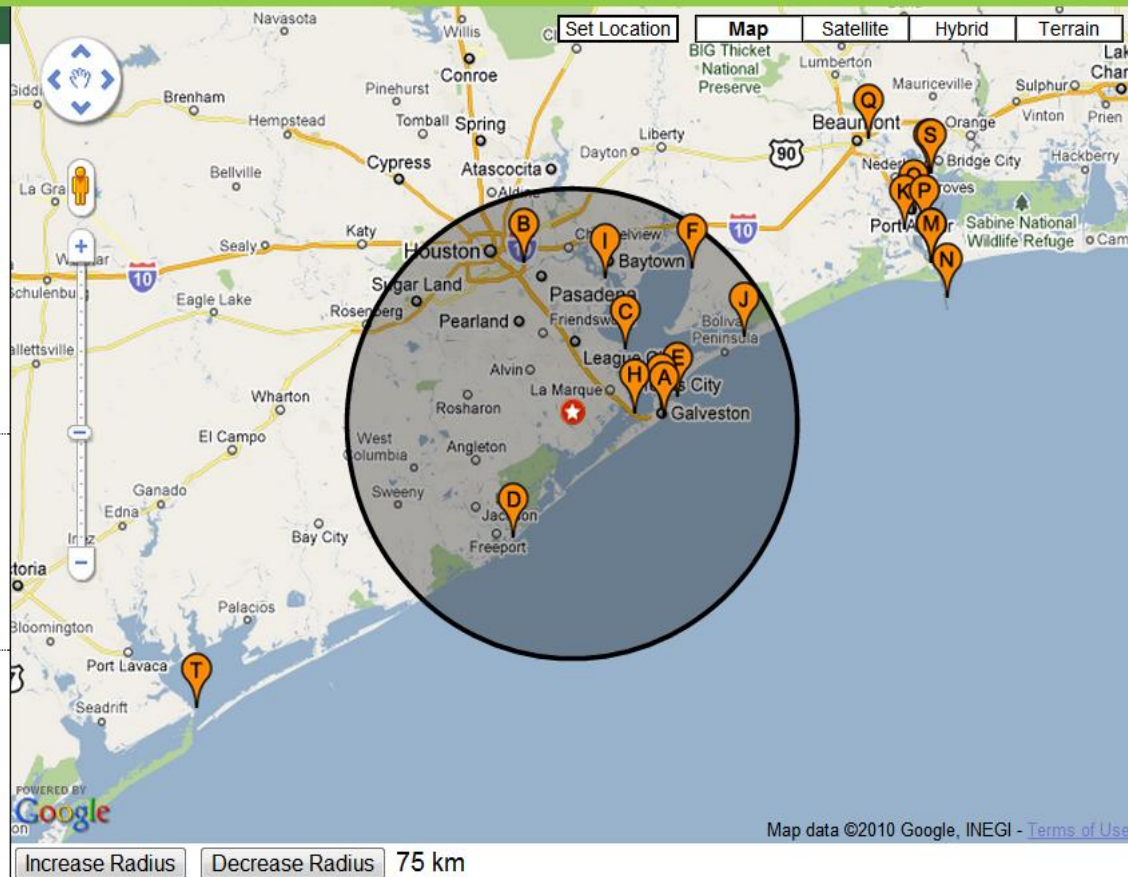 Navasota
Willis
Set Location
Map
Satellite
Hybrid
Terrain
BIG Thicket
National
Preserve
Lumberton
Conroe
Pinehurst
Mauriceville
Sulphur
Brenham
Q
Vinton
Hempstead
Tomball
Spring
Liberty
Beaumont
S
Orange
Cypress
Atascocita
Dayton
90
Bridge City
Hackberry
Bellville
K
P
Sabine National
Wildlife Refuge
Katy
B
I
F
10
M
Sealy
Houston
Baytown
N
10
Schulenburg
Sugar Land
Pasadena
Eagle Lake
Rosenberg
C
J
Pearland
Bolivar
Peninsula
League
E
Alvin
H
A
City
La Marque
Wharton
Rosharon
Galveston
El Campo
West
Columbia
Angleton
Sweeny
D
Ganado
Edna
Bay City
Freeport
Palacios
Bloomington
Port Lavaca
T
Seadrift
POWERED BY
Google
Map data ©2010 Google, INEGI - Terms of Use
Increase Radius
Decrease Radius
75 km